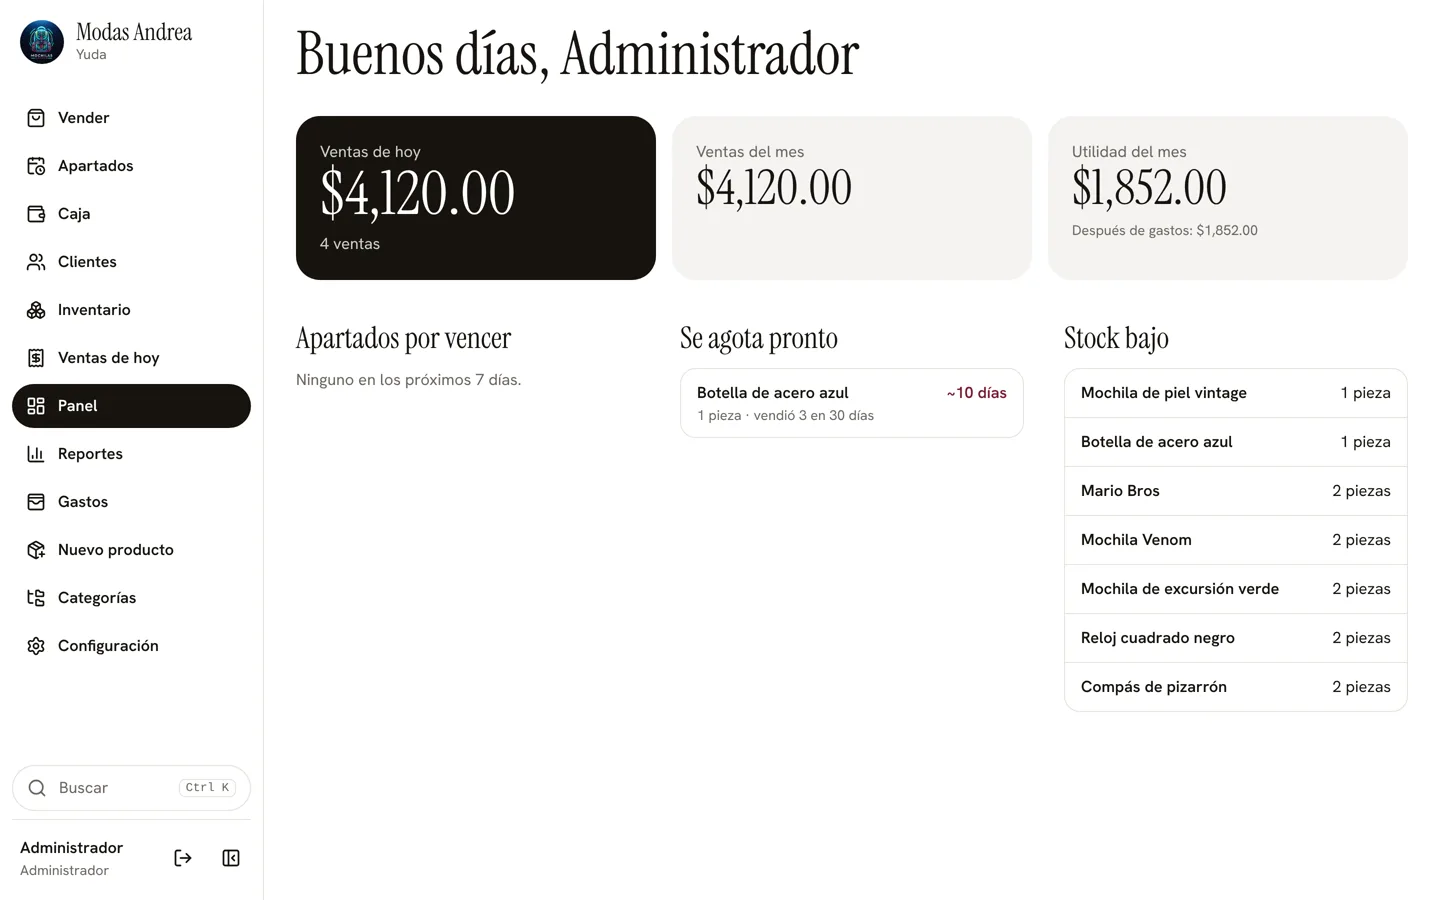 Modas Andrea
Yuda
Vender
Apartados
Caja
Clientes
Inventario
Ventas de hoy
Panel
Reportes
Gastos
Nuevo producto
Categorías
Configuración
Buscar
Ctrl K
Administrador
Administrador
Buenos días, Administrador
Ventas de hoy
$4,120.00
4 ventas
Ventas del mes
$4,120.00
Utilidad del mes
$1,852.00
Después de gastos: $1,852.00
Apartados por vencer
Ninguno en los próximos 7 días.
Se agota pronto
Botella de acero azul ~10 días
1 pieza · vendió 3 en 30 días
Stock bajo
Mochila de piel vintage 1 pieza
Botella de acero azul 1 pieza
Mario Bros 2 piezas
Mochila Venom 2 piezas
Mochila de excursión verde 2 piezas
Reloj cuadrado negro 2 piezas
Compás de pizarrón 2 piezas